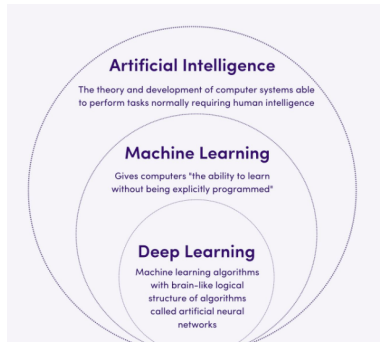 Artificial Intelligence
The theory and development of computer systems able
to perform tasks normally requiring human intelligence
Machine Learning
Gives computers "the ability to learn
without being explicitly programmed"
Deep Learning
Machine learning algorithms
with brain-like logical
structure of algorithms
called artificial neural
networks